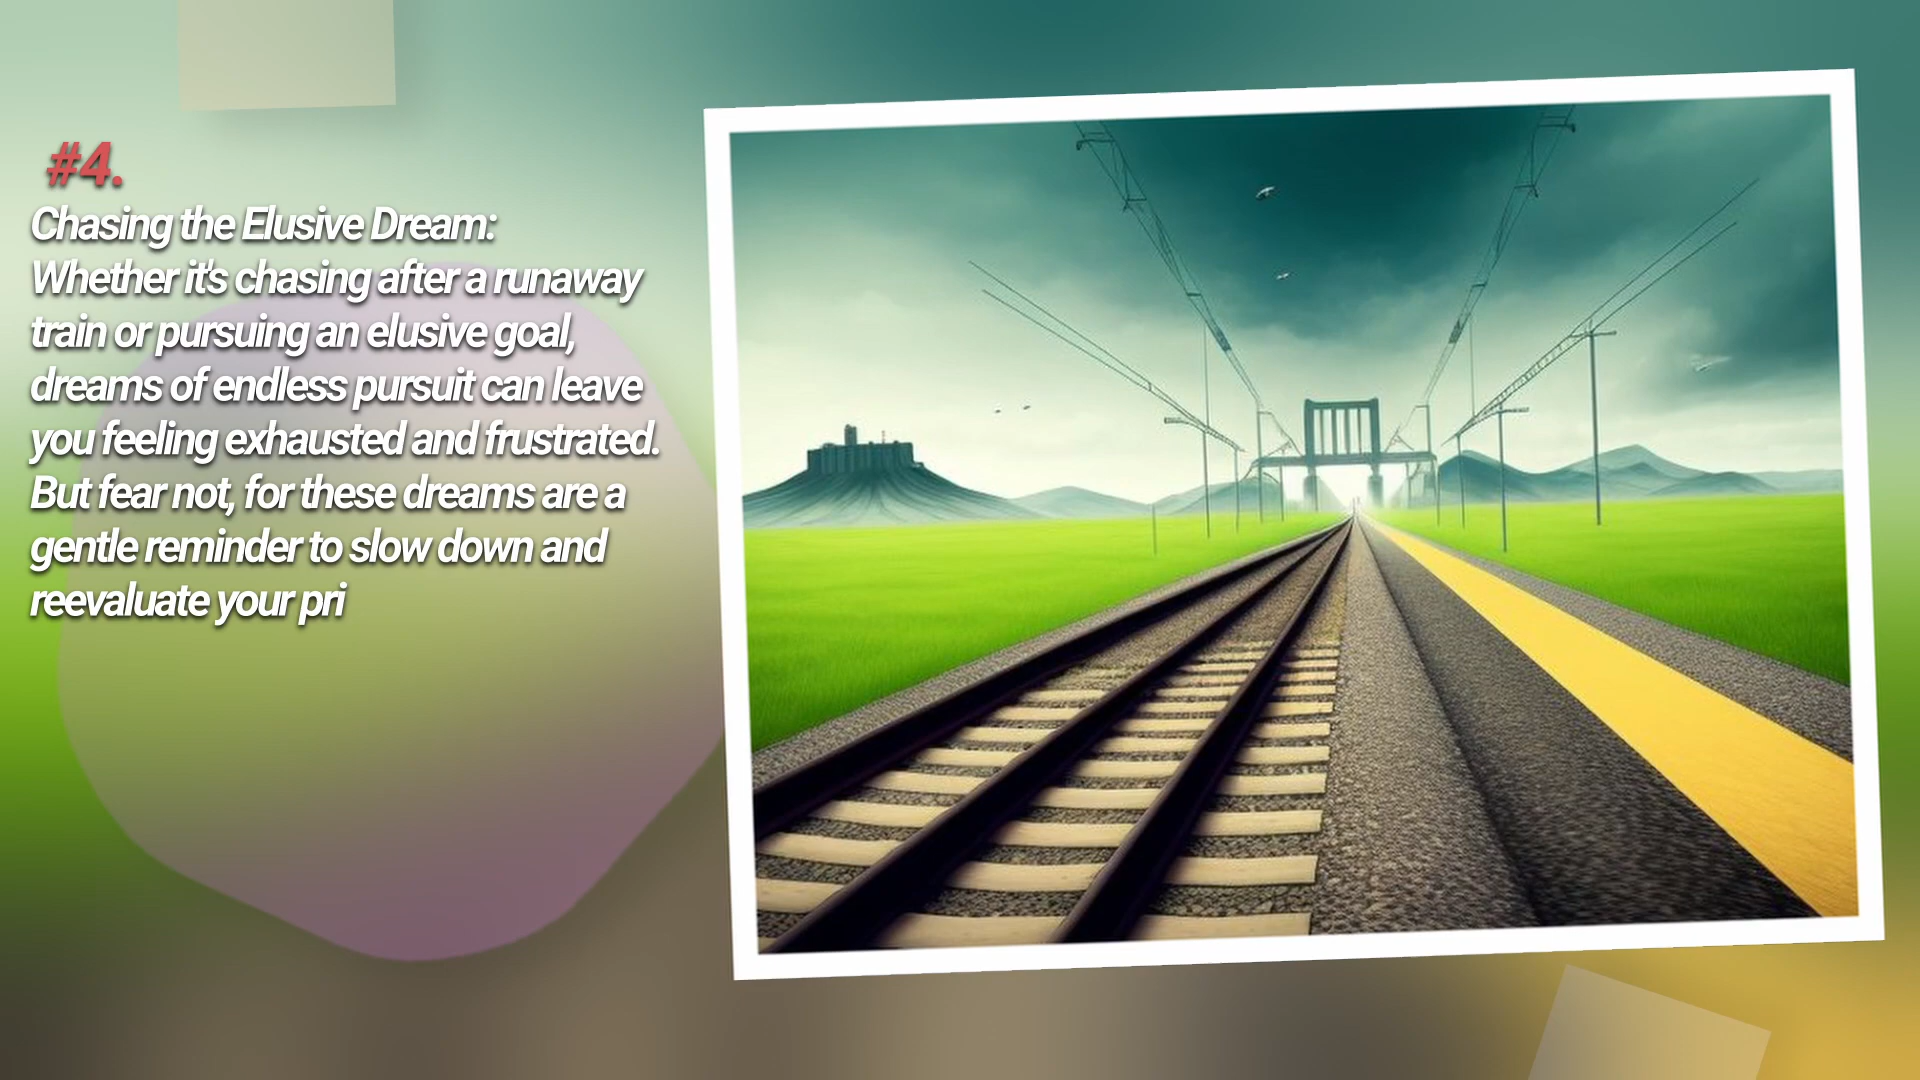 #4.
Chasing the Elusive Dream:
Whether it's chasing after a runaway
train or pursuing an elusive goal,
dreams of endless pursuit can leave
you feeling exhausted and frustrated.
But fear not, for these dreams are a
gentle reminder to slow down and
reevaluate your pri